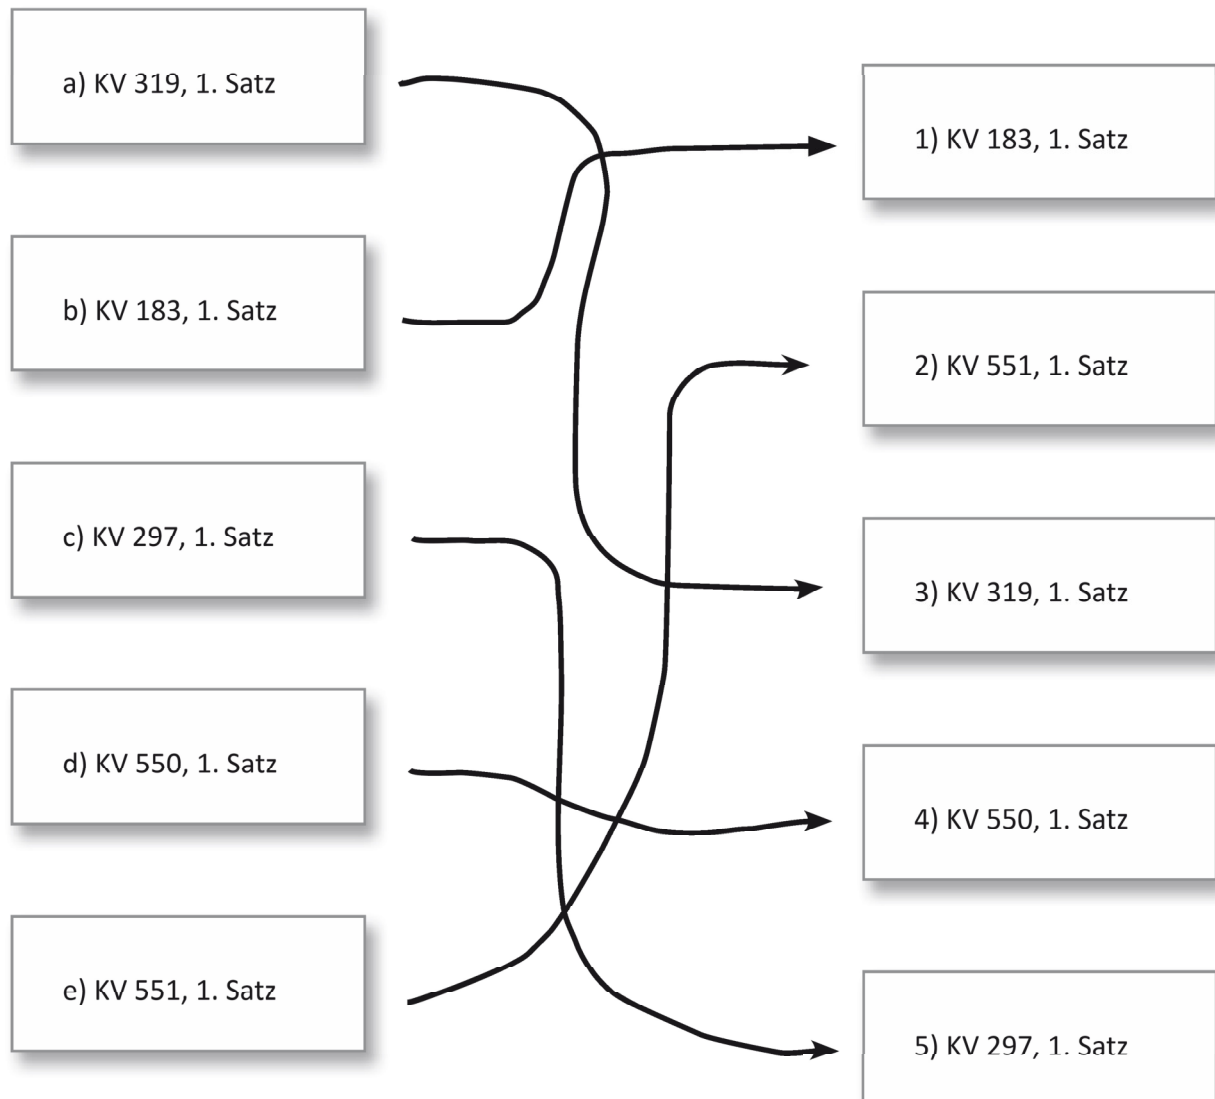 a) KV 319, 1. Satz
b) KV 183, 1. Satz
c) KV 297, 1. Satz
d) KV 550, 1. Satz
e) KV 551, 1. Satz
1) KV 183, 1. Satz
2) KV 551, 1. Satz
3) KV 319, 1. Satz
4) KV 550, 1. Satz
5) KV 297, 1. Satz